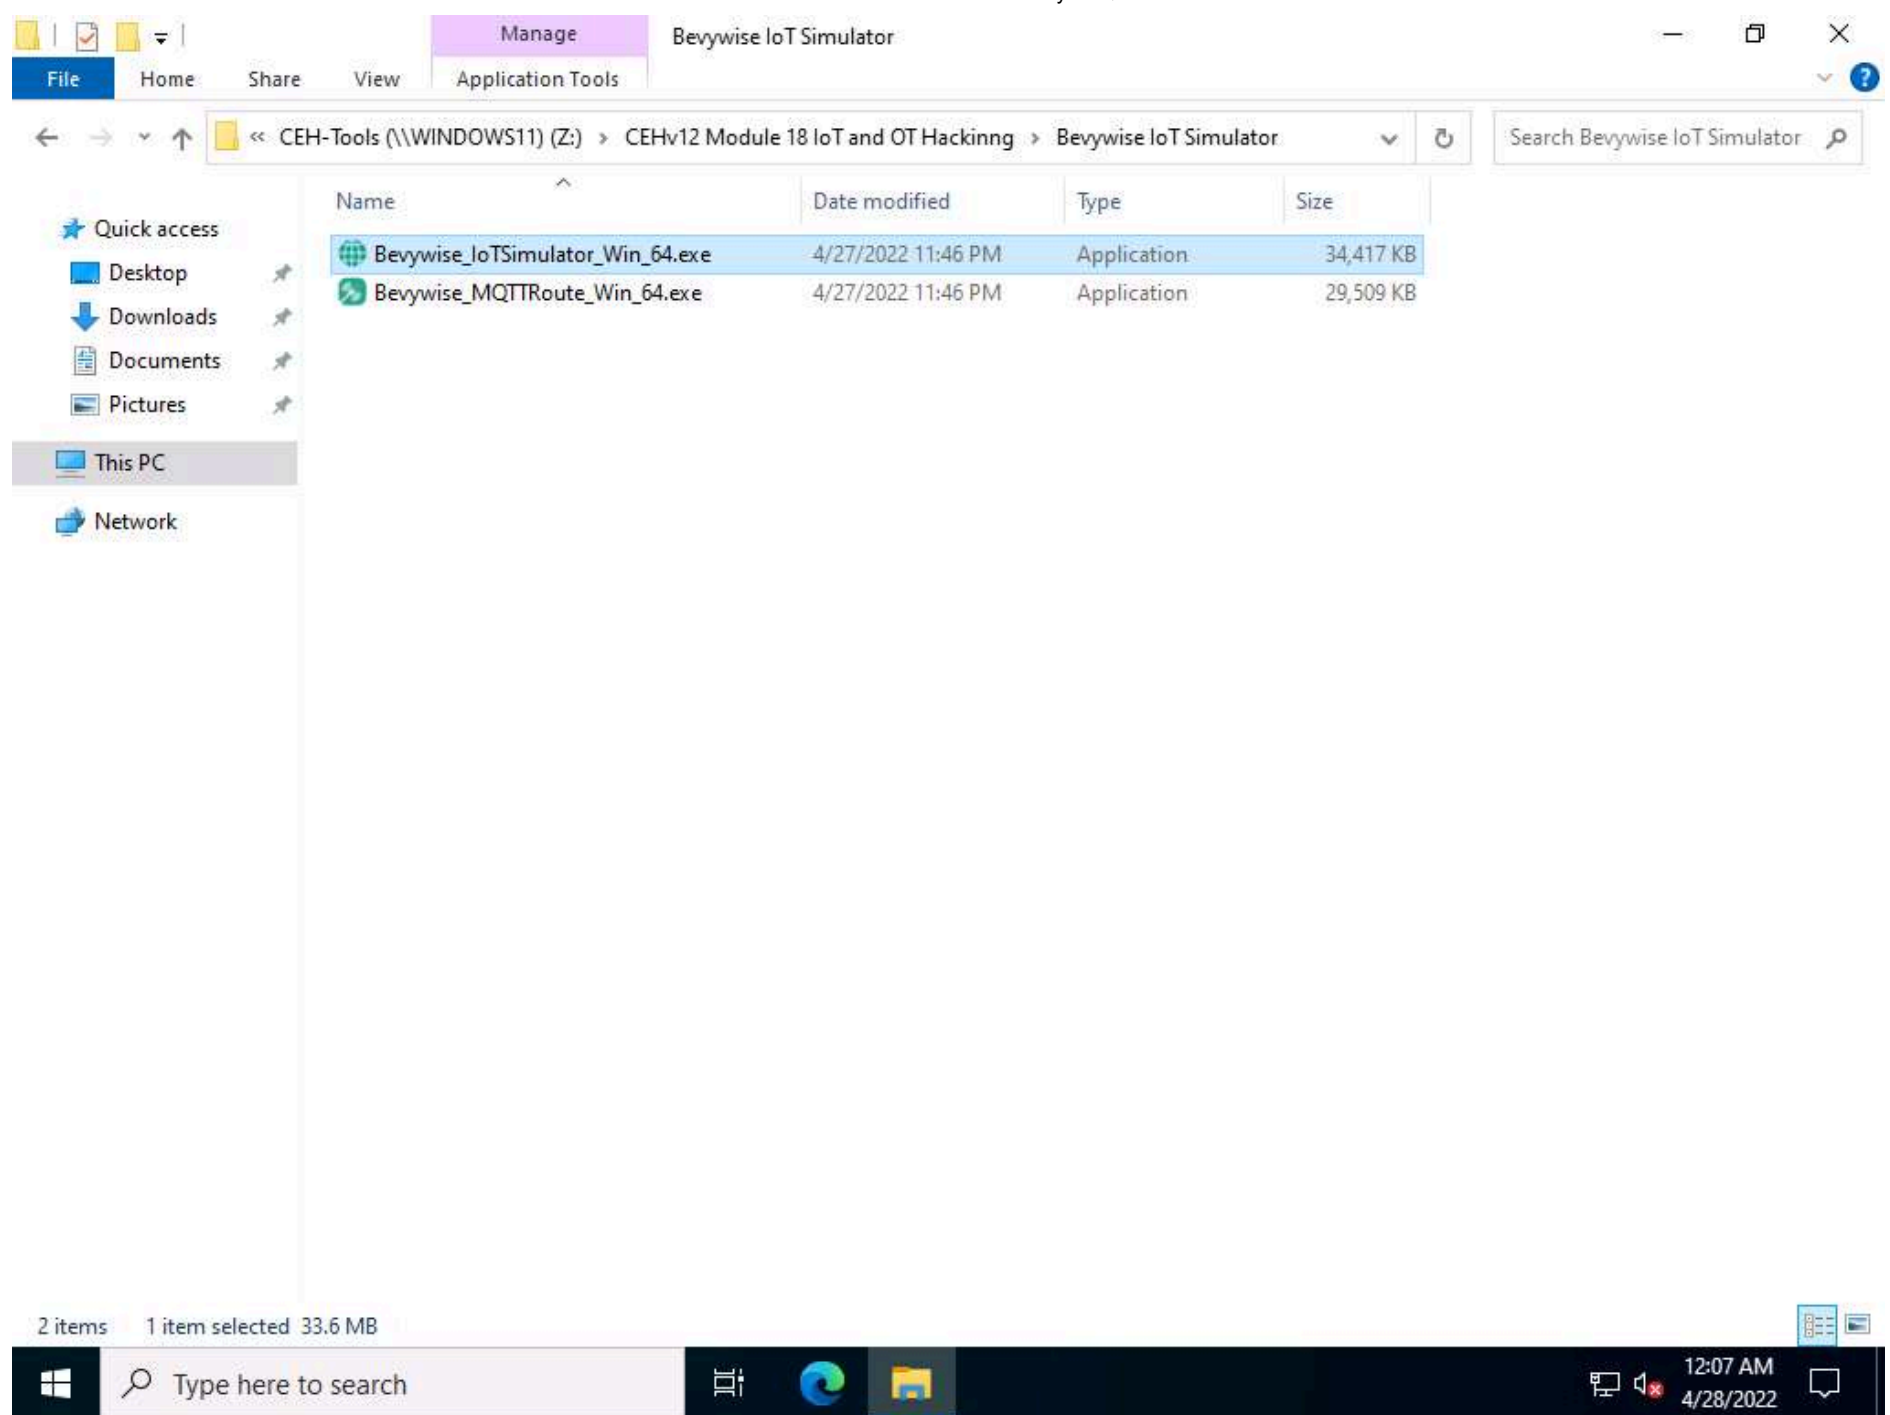 Manage
Bevywise IoT Simulator
File Home Share View Application Tools
« CEH-Tools (\\WINDOWS11) (Z:) > CEHv12 Module 18 IoT and OT Hackinng > Bevywise IoT Simulator
Search Bevywise IoT Simulator
Name Date modified Type Size
Quick access
Desktop
Downloads
Documents
Pictures
This PC
Network
Bevywise_IoTSimulator_Win_64.exe 4/27/2022 11:46 PM Application 34,417 KB
Bevywise_MQTTRoute_Win_64.exe 4/27/2022 11:46 PM Application 29,509 KB
2 items 1 item selected 33.6 MB
Type here to search
12:07 AM
4/28/2022